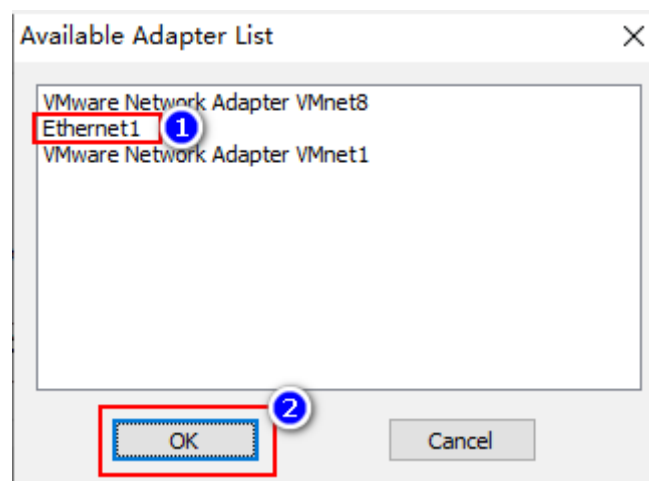 Available Adapter List
VMware Network Adapter VMnet8
Ethernet1 1
VMware Network Adapter VMnet1
2
OK Cancel